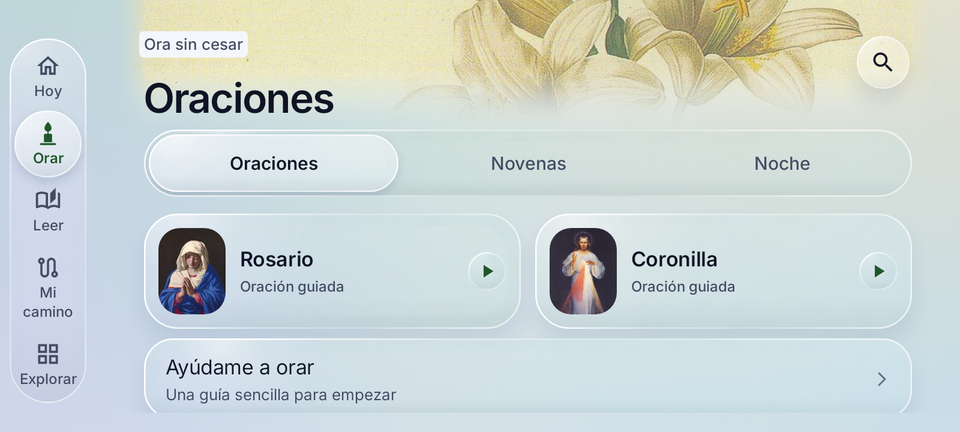 Ora sin cesar
Oraciones
Hoy
Orar
Leer
Mi
camino
Explorar
Oraciones
Novenas
Noche
Rosario
Oración guiada
Coronilla
Oración guiada
Ayúdame a orar
Una guía sencilla para empezar